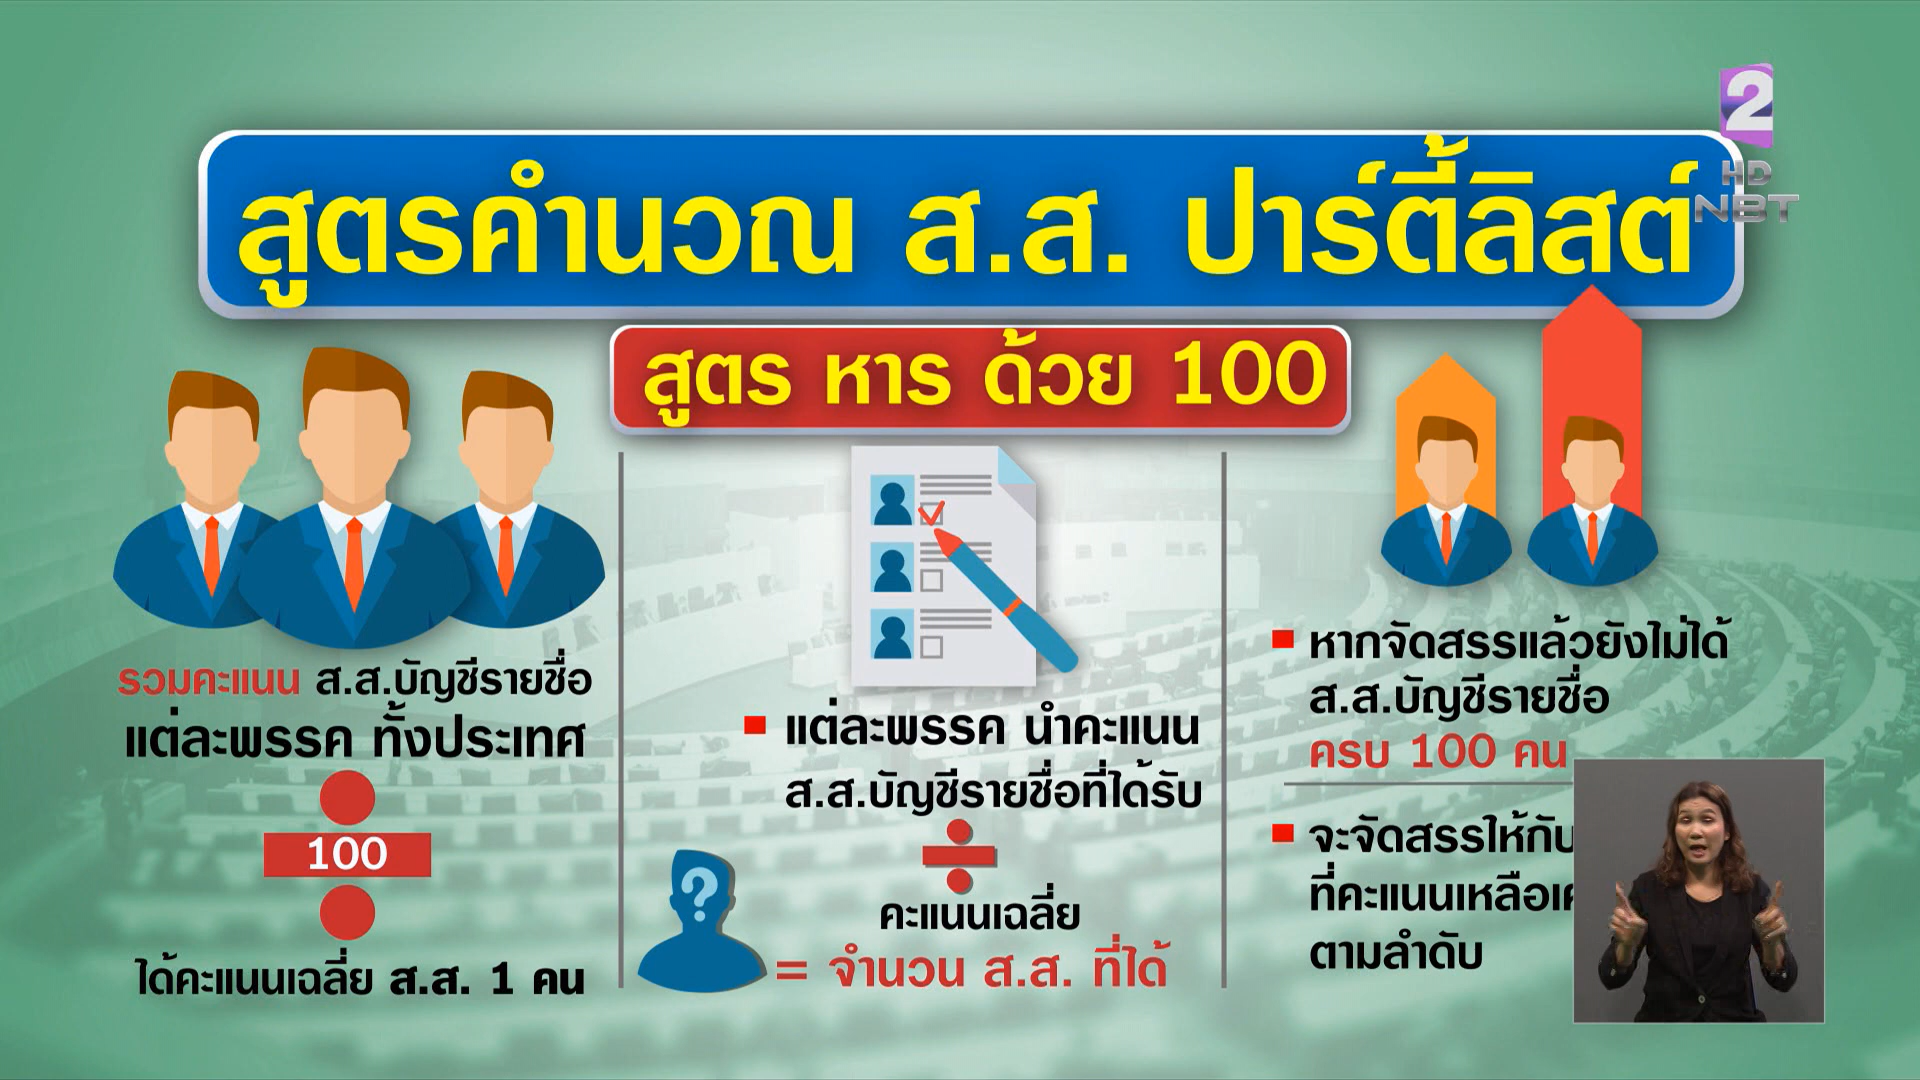 2
HD
NBT
สูตรคำนวณ ส.ส. ปาร์ตี้ลิสต์
สูตร หาร ด้วย 100
รวมคะแนน ส.ส.บัญชีรายชื่อ
แต่ละพรรค ทั้งประเทศ
100
ได้คะแนนเฉลี่ย ส.ส. 1 คน
แต่ละพรรค นำคะแนน
ส.ส.บัญชีรายชื่อที่ได้รับ
?
คะแนนเฉลี่ย
= จำนวน ส.ส. ที่ได้
หากจัดสรรแล้วยังไม่ได้
ส.ส.บัญชีรายชื่อ
ครบ 100 คน
จะจัดสรรให้กับ
ที่คะแนนเหลือ
ตามลำดับ